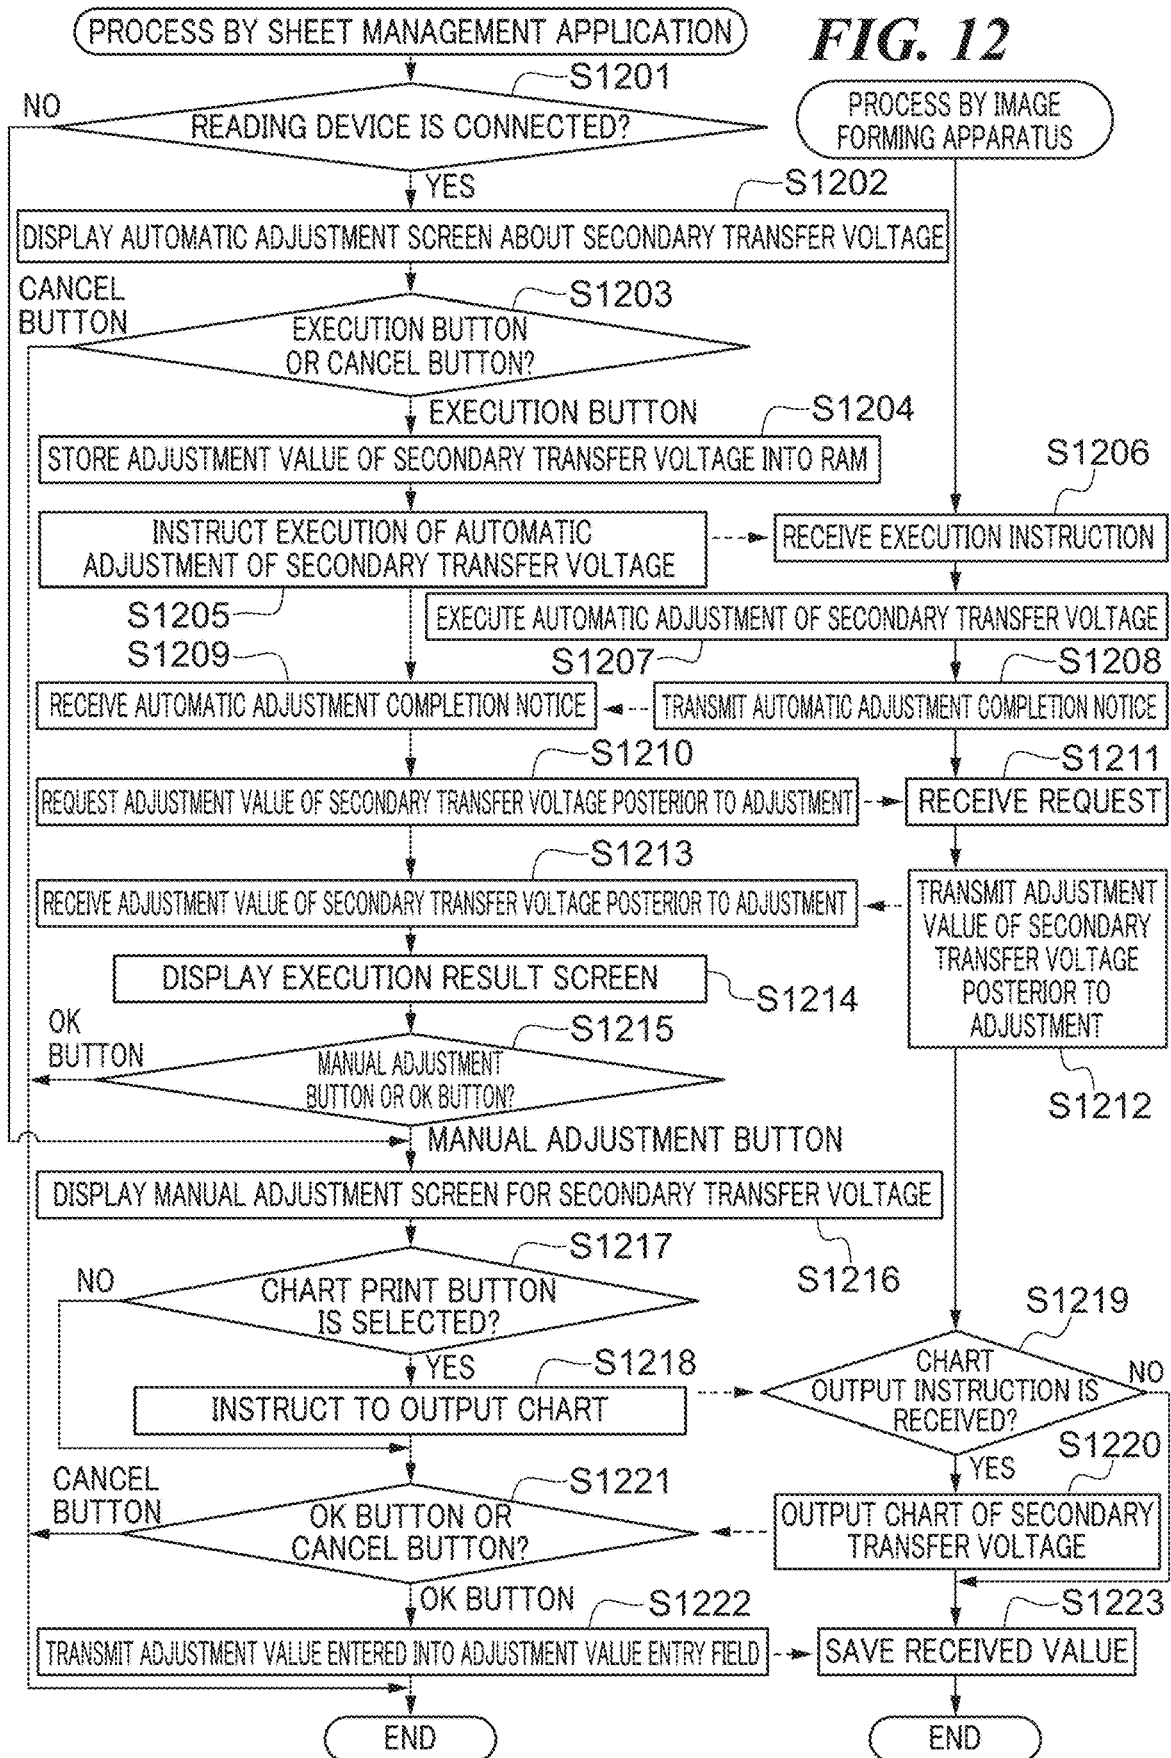 PROCESS BY SHEET MANAGEMENT APPLICATION
FIG. 12
S1201
NO
READING DEVICE IS CONNECTED?
PROCESS BY IMAGE
FORMING APPARATUS
YES
S1202
DISPLAY AUTOMATIC ADJUSTMENT SCREEN ABOUT SECONDARY TRANSFER VOLTAGE
CANCEL
BUTTON
S1203
EXECUTION BUTTON
OR CANCEL BUTTON?
EXECUTION BUTTON
S1204
STORE ADJUSTMENT VALUE OF SECONDARY TRANSFER VOLTAGE INTO RAM
S1206
INSTRUCT EXECUTION OF AUTOMATIC
ADJUSTMENT OF SECONDARY TRANSFER VOLTAGE
RECEIVE EXECUTION INSTRUCTION
S1205
EXECUTE AUTOMATIC ADJUSTMENT OF SECONDARY TRANSFER VOLTAGE
S1209
S1207
S1208
RECEIVE AUTOMATIC ADJUSTMENT COMPLETION NOTICE
TRANSMIT AUTOMATIC ADJUSTMENT COMPLETION NOTICE
S1210
S1211
REQUEST ADJUSTMENT VALUE OF SECONDARY TRANSFER VOLTAGE POSTERIOR TO ADJUSTMENT
RECEIVE REQUEST
S1213
RECEIVE ADJUSTMENT VALUE OF SECONDARY TRANSFER VOLTAGE POSTERIOR TO ADJUSTMENT
TRANSMIT ADJUSTMENT
VALUE OF SECONDARY
TRANSFER VOLTAGE
POSTERIOR TO
ADJUSTMENT
DISPLAY EXECUTION RESULT SCREEN
S1214
OK
BUTTON
S1215
MANUAL ADJUSTMENT
BUTTON OR OK BUTTON?
S1212
MANUAL ADJUSTMENT BUTTON
DISPLAY MANUAL ADJUSTMENT SCREEN FOR SECONDARY TRANSFER VOLTAGE
S1217
S1216
NO
CHART PRINT BUTTON
IS SELECTED?
S1219
YES
S1218
CHART
OUTPUT INSTRUCTION IS
RECEIVED?
NO
INSTRUCT TO OUTPUT CHART
S1220
YES
CANCEL
BUTTON
S1221
OK BUTTON OR
CANCEL BUTTON?
OUTPUT CHART OF SECONDARY
TRANSFER VOLTAGE
OK BUTTON
S1222
S1223
TRANSMIT ADJUSTMENT VALUE ENTERED INTO ADJUSTMENT VALUE ENTRY FIELD
SAVE RECEIVED VALUE
END
END